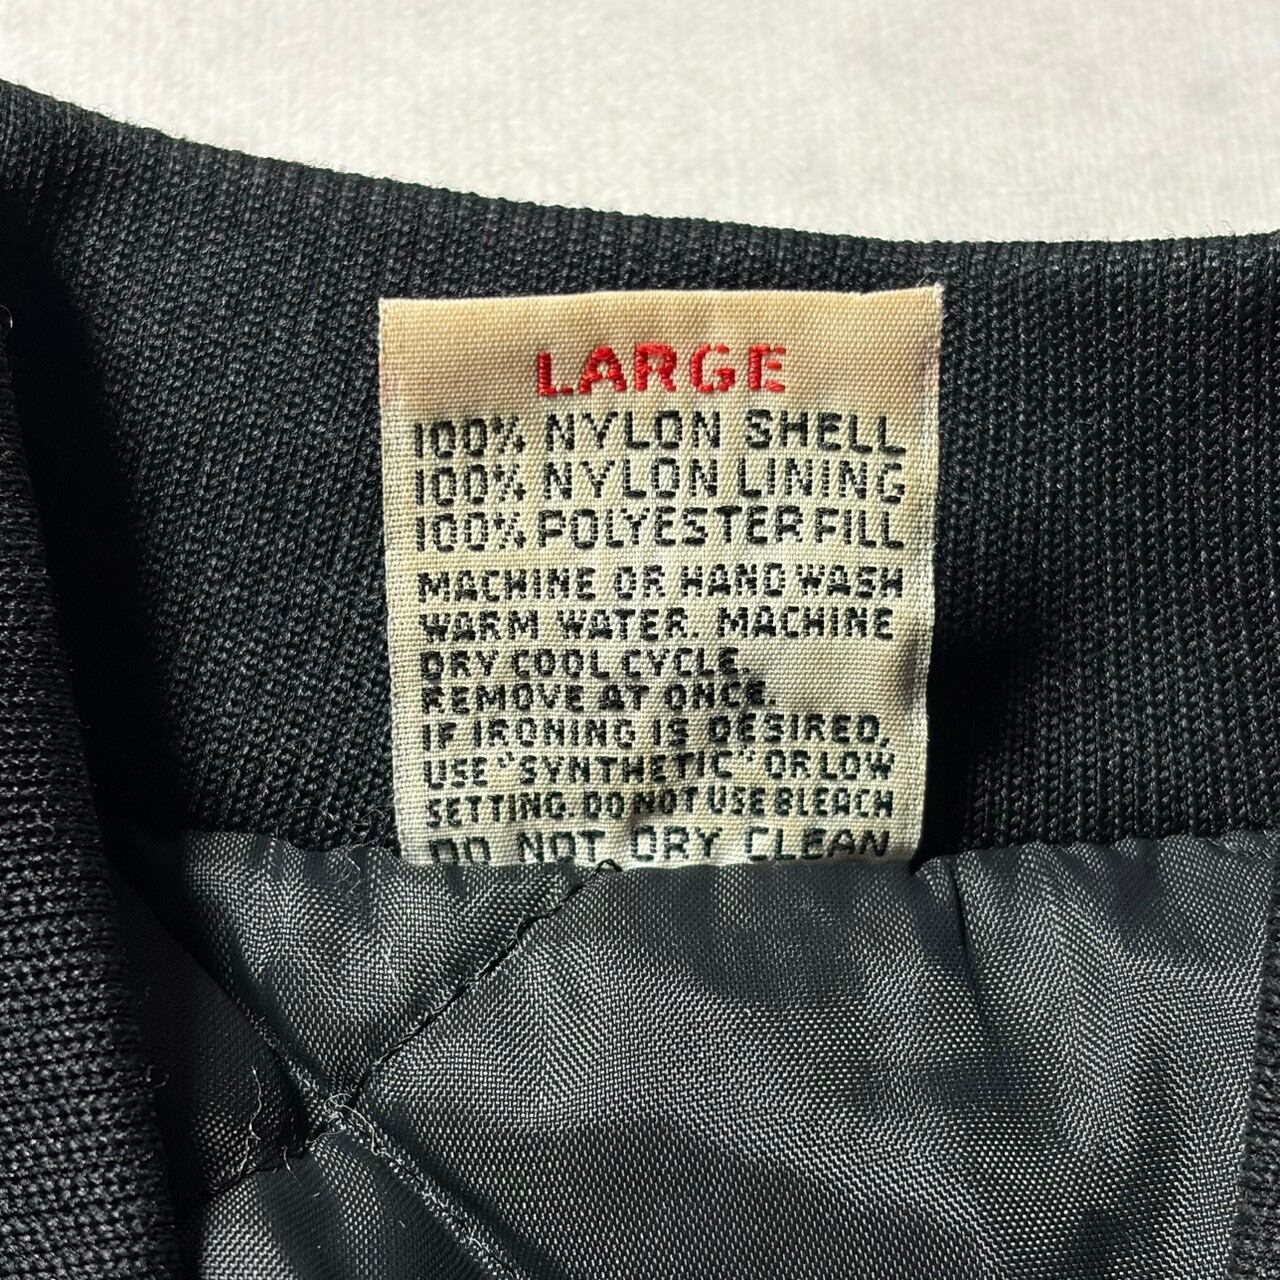 LARGE
100% NYLON SHELL
100% NYLON LINING
100% POLYESTER FILL
MACHINE OR HAND WASH
WARM WATER. MACHINE
DRY COOL CYCLE.
REMOVE AT ONCE.
IF IRONING IS DESIRED,
USE "SYNTHETIC" OR LOW
SETTING. DO NOT USE BLEACH
DO NOT DRY CLEAN